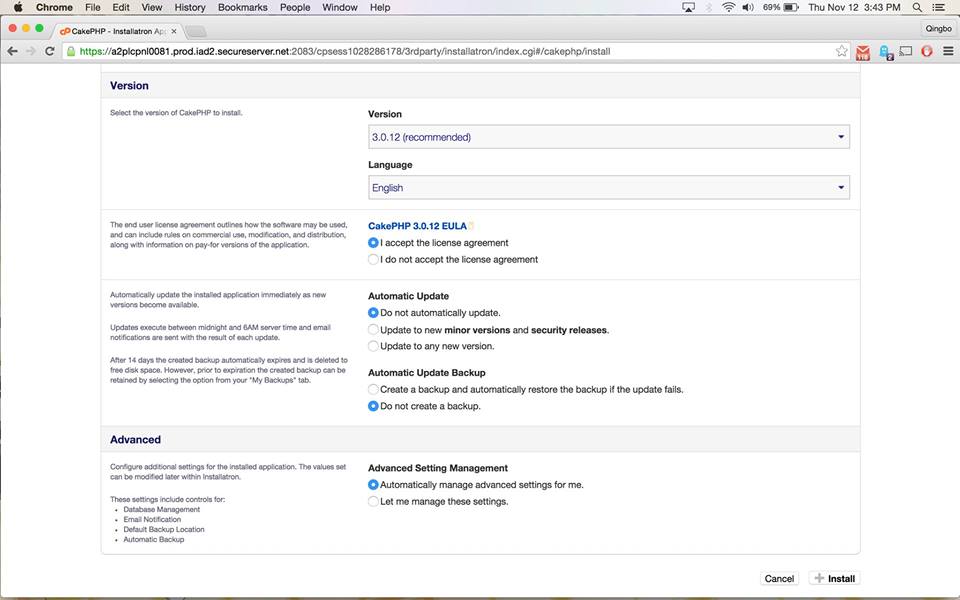 Chrome File Edit View History Bookmarks People Window Help 69% Thu Nov 12 3:43 PM
CakePHP - Installatron App Qingbo
https://a2plcpnl0081.prod.iad2.secureserver.net:2083/cpsess1028286178/3rdparty/installatron/index.cgi#/cakephp/install
Version
Select the version of CakePHP to install.
Version
3.0.12 (recommended)
Language
English
The end user license agreement outlines how the software may be used,
and can include rules on commercial use, modification, and distribution,
along with information on pay-for versions of the application.
CakePHP 3.0.12 EULA
I accept the license agreement
I do not accept the license agreement
Automatically update the installed application immediately as new
versions become available.
Updates execute between midnight and 6AM server time and email
notifications are sent with the result of each update.
After 14 days the created backup automatically expires and is deleted to
free disk space. However, prior to expiration the created backup can be
retained by selecting the option from your "My Backups" tab.
Automatic Update
Do not automatically update.
Update to new minor versions and security releases.
Update to any new version.
Automatic Update Backup
Create a backup and automatically restore the backup if the update fails.
Do not create a backup.
Advanced
Configure additional settings for the installed application. The values set
can be modified later within Installatron.
These settings include controls for:
• Database Management
• Email Notification
• Default Backup Location
• Automatic Backup
Advanced Setting Management
Automatically manage advanced settings for me.
Let me manage these settings.
Cancel + Install